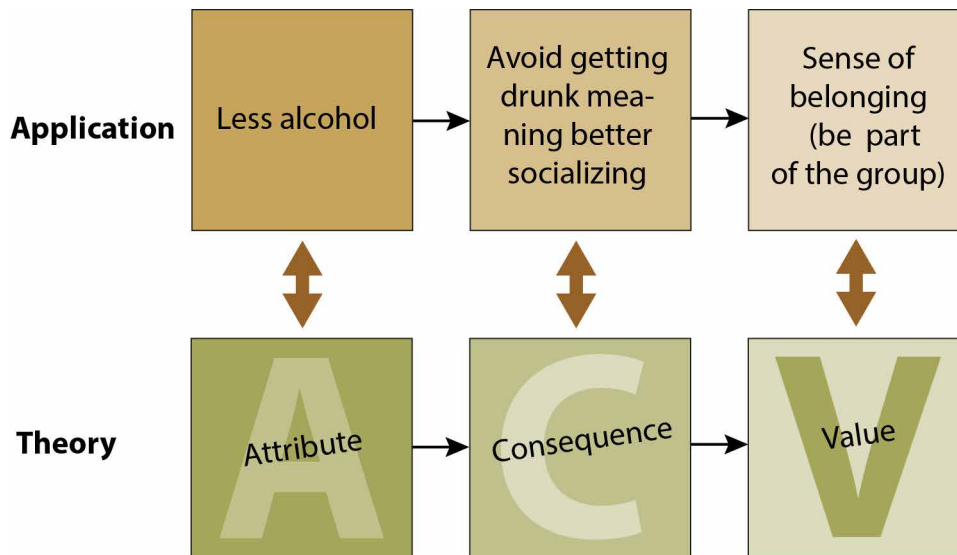 Application
Less alcohol
Avoid getting
drunk mea-
ning better
socializing
Sense of
belonging
(be part
of the group)
Theory
A
Attribute
C
Consequence
V
Value